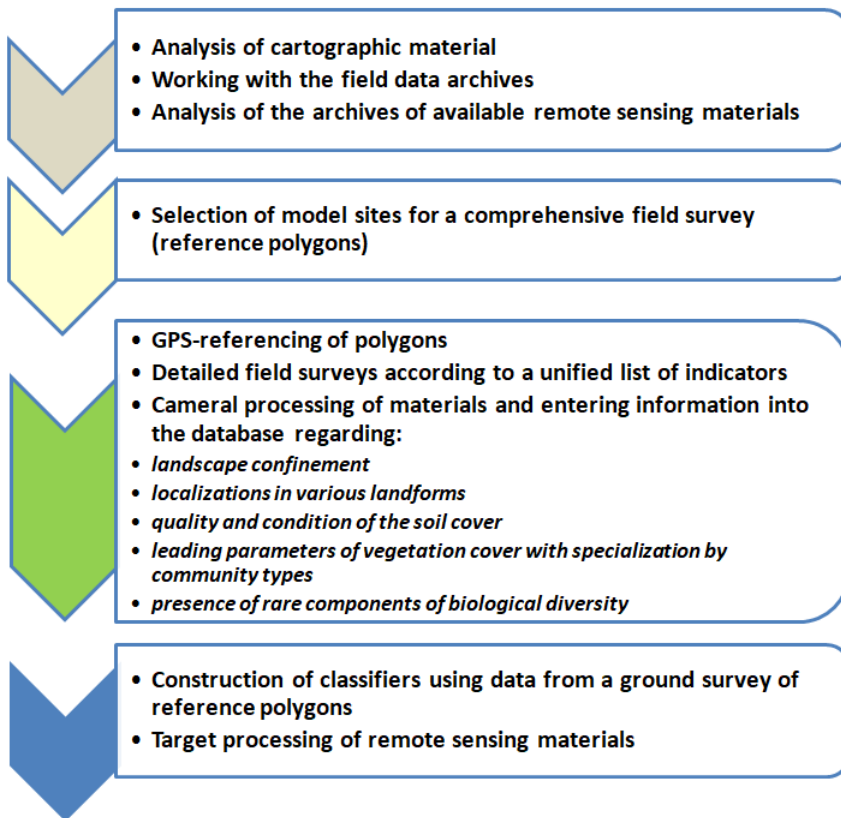 • Analysis of cartographic material
• Working with the field data archives
• Analysis of the archives of available remote sensing materials
• Selection of model sites for a comprehensive field survey
(reference polygons)
• GPS-referencing of polygons
• Detailed field surveys according to a unified list of indicators
• Cameral processing of materials and entering information into
the database regarding:
• landscape confinement
• localizations in various landforms
• quality and condition of the soil cover
• leading parameters of vegetation cover with specialization by
community types
• presence of rare components of biological diversity
• Construction of classifiers using data from a ground survey of
reference polygons
• Target processing of remote sensing materials